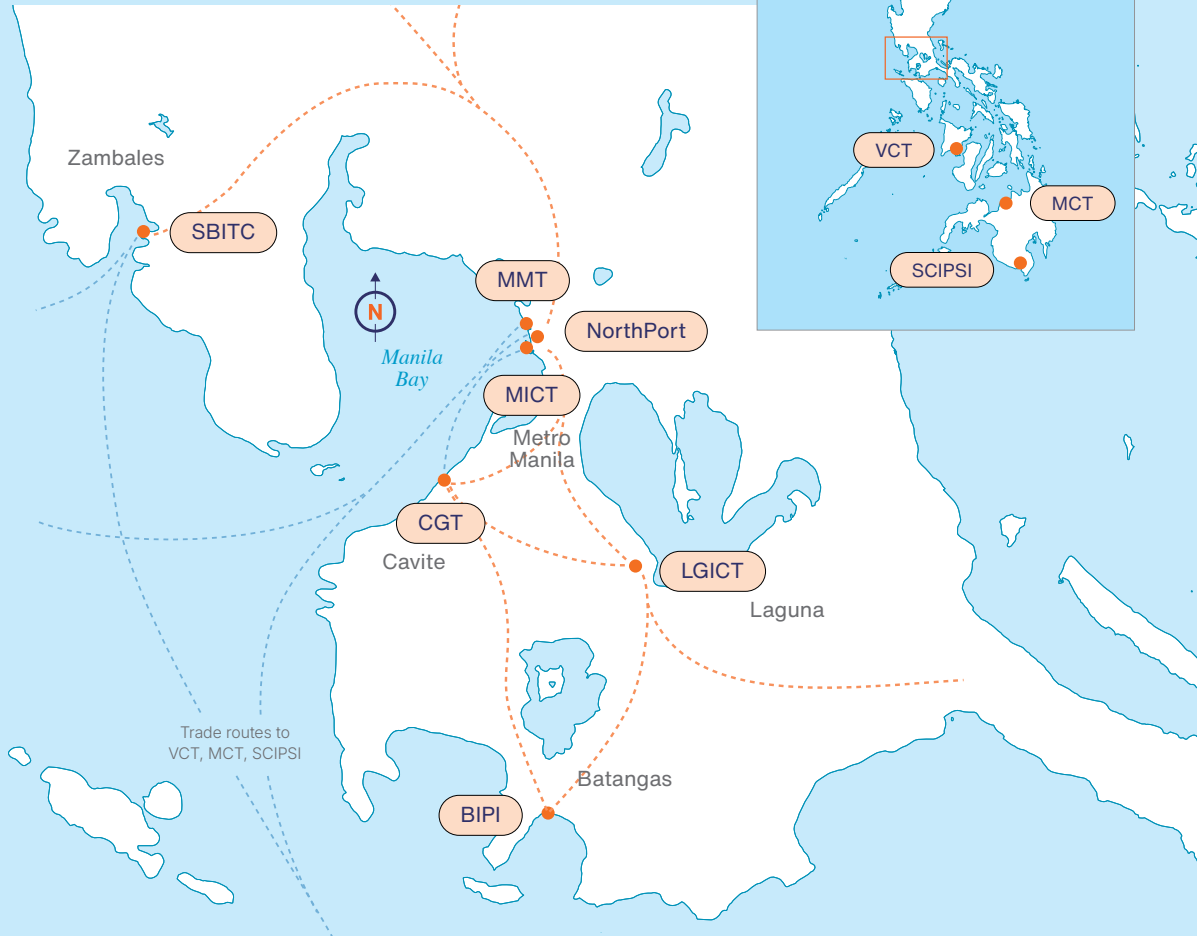 VCT
MCT
SCIPSI
Zambales
SBITC
MMT
N
NorthPort
Manila
Bay
MICT
Metro
Manila
CGT
Cavite
LGICT
Laguna
Trade routes to
VCT, MCT, SCIPSI
Batangas
BIPI